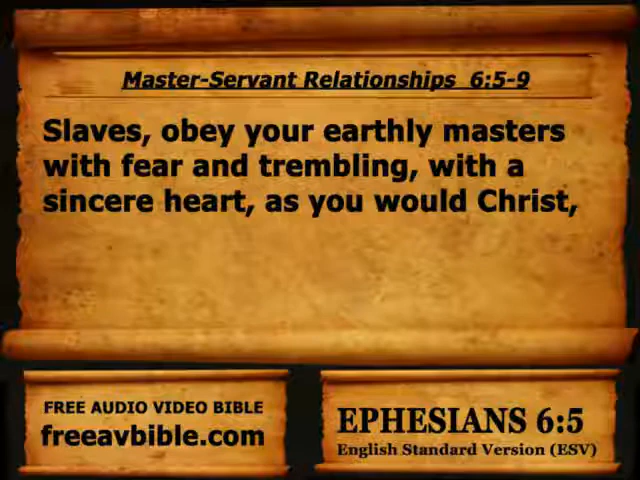 Master-Servant Relationships 6:5-9
Slaves, obey your earthly masters
with fear and trembling, with a
sincere heart, as you would Christ,
FREE AUDIO VIDEO BIBLE
freeavbible.com
EPHESIANS 6:5
English Standard Version (ESV)